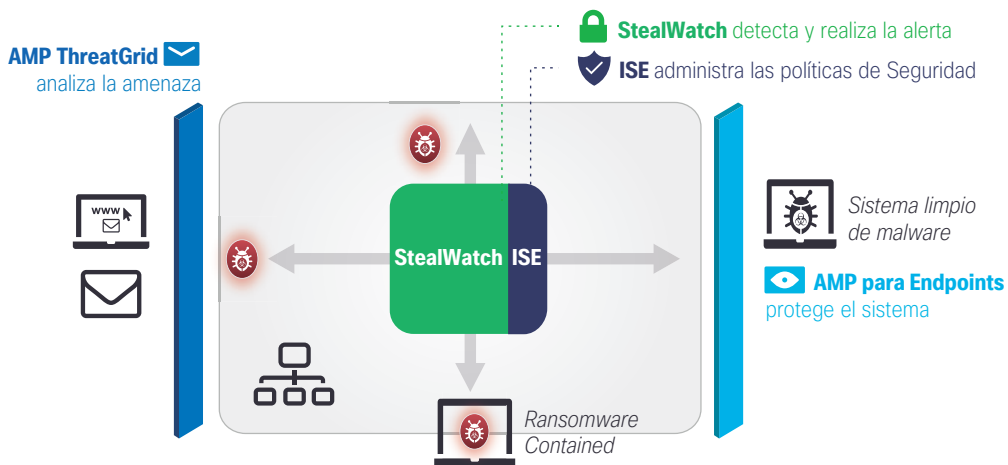 StealWatch detecta y realiza la alerta
ISE administra las políticas de Seguridad
AMP ThreatGrid
analiza la amenaza
www
StealWatch ISE
Sistema limpio
de malware
AMP para Endpoints
protege el sistema
Ransomware
Contained